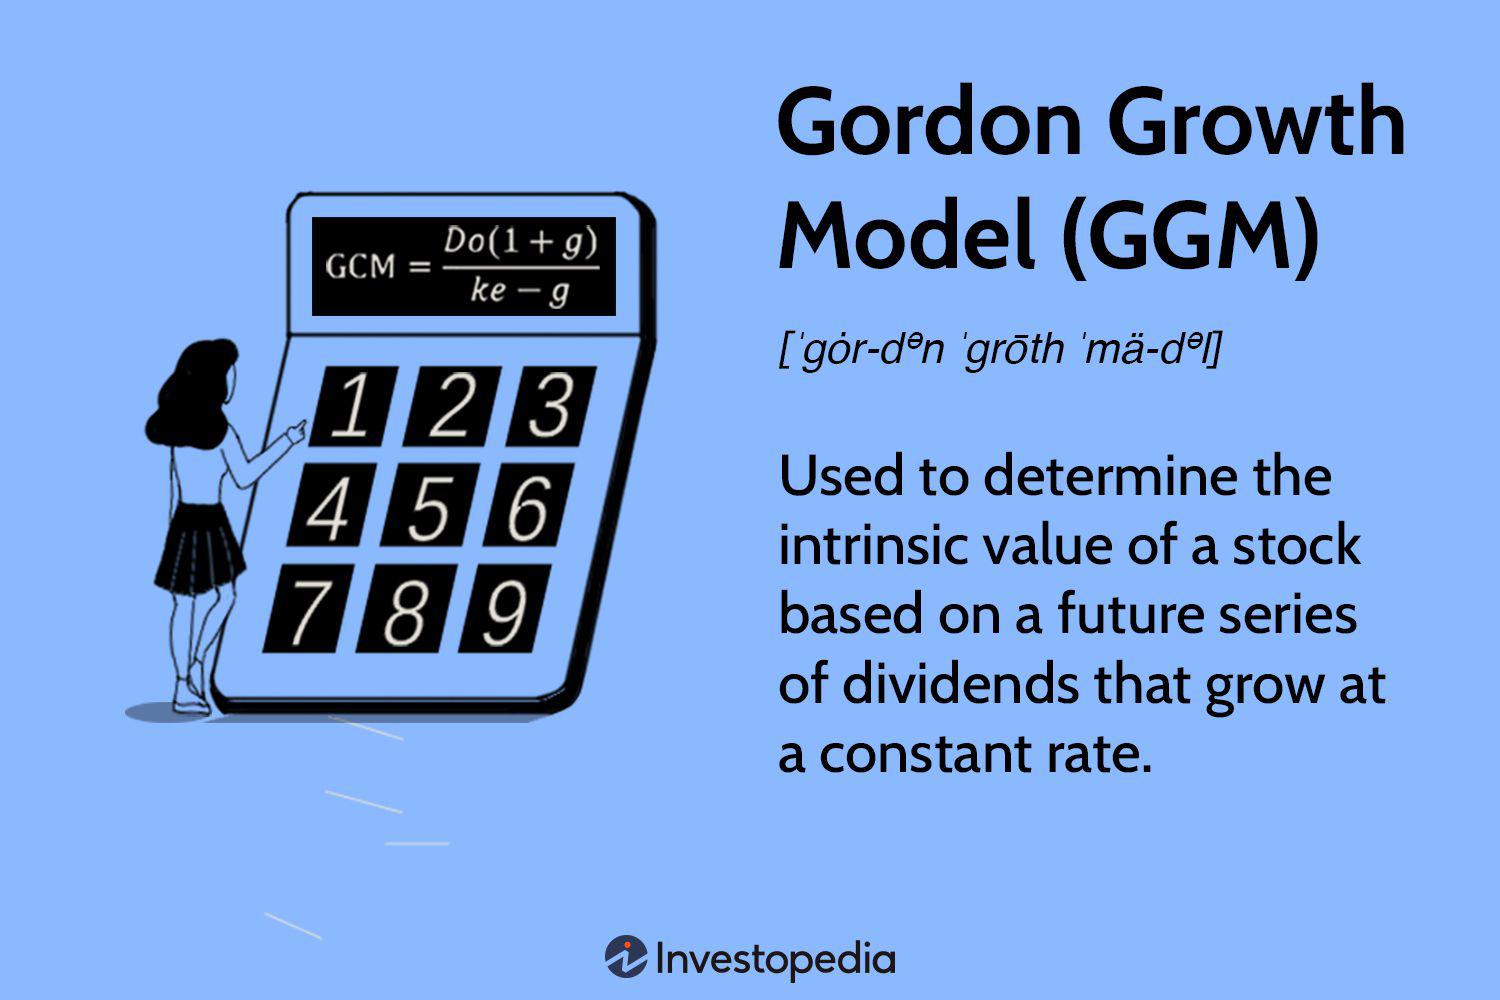 Gordon Growth
Model (GGM)
[ˈgȯr-dᵊn ˈgrōth ˈmä-dᵊl]
Used to determine the
intrinsic value of a stock
based on a future series
of dividends that grow at
a constant rate.
GCM = Do(1 + g)
ke − g
1 2 3
4 5 6
7 8 9
Investopedia